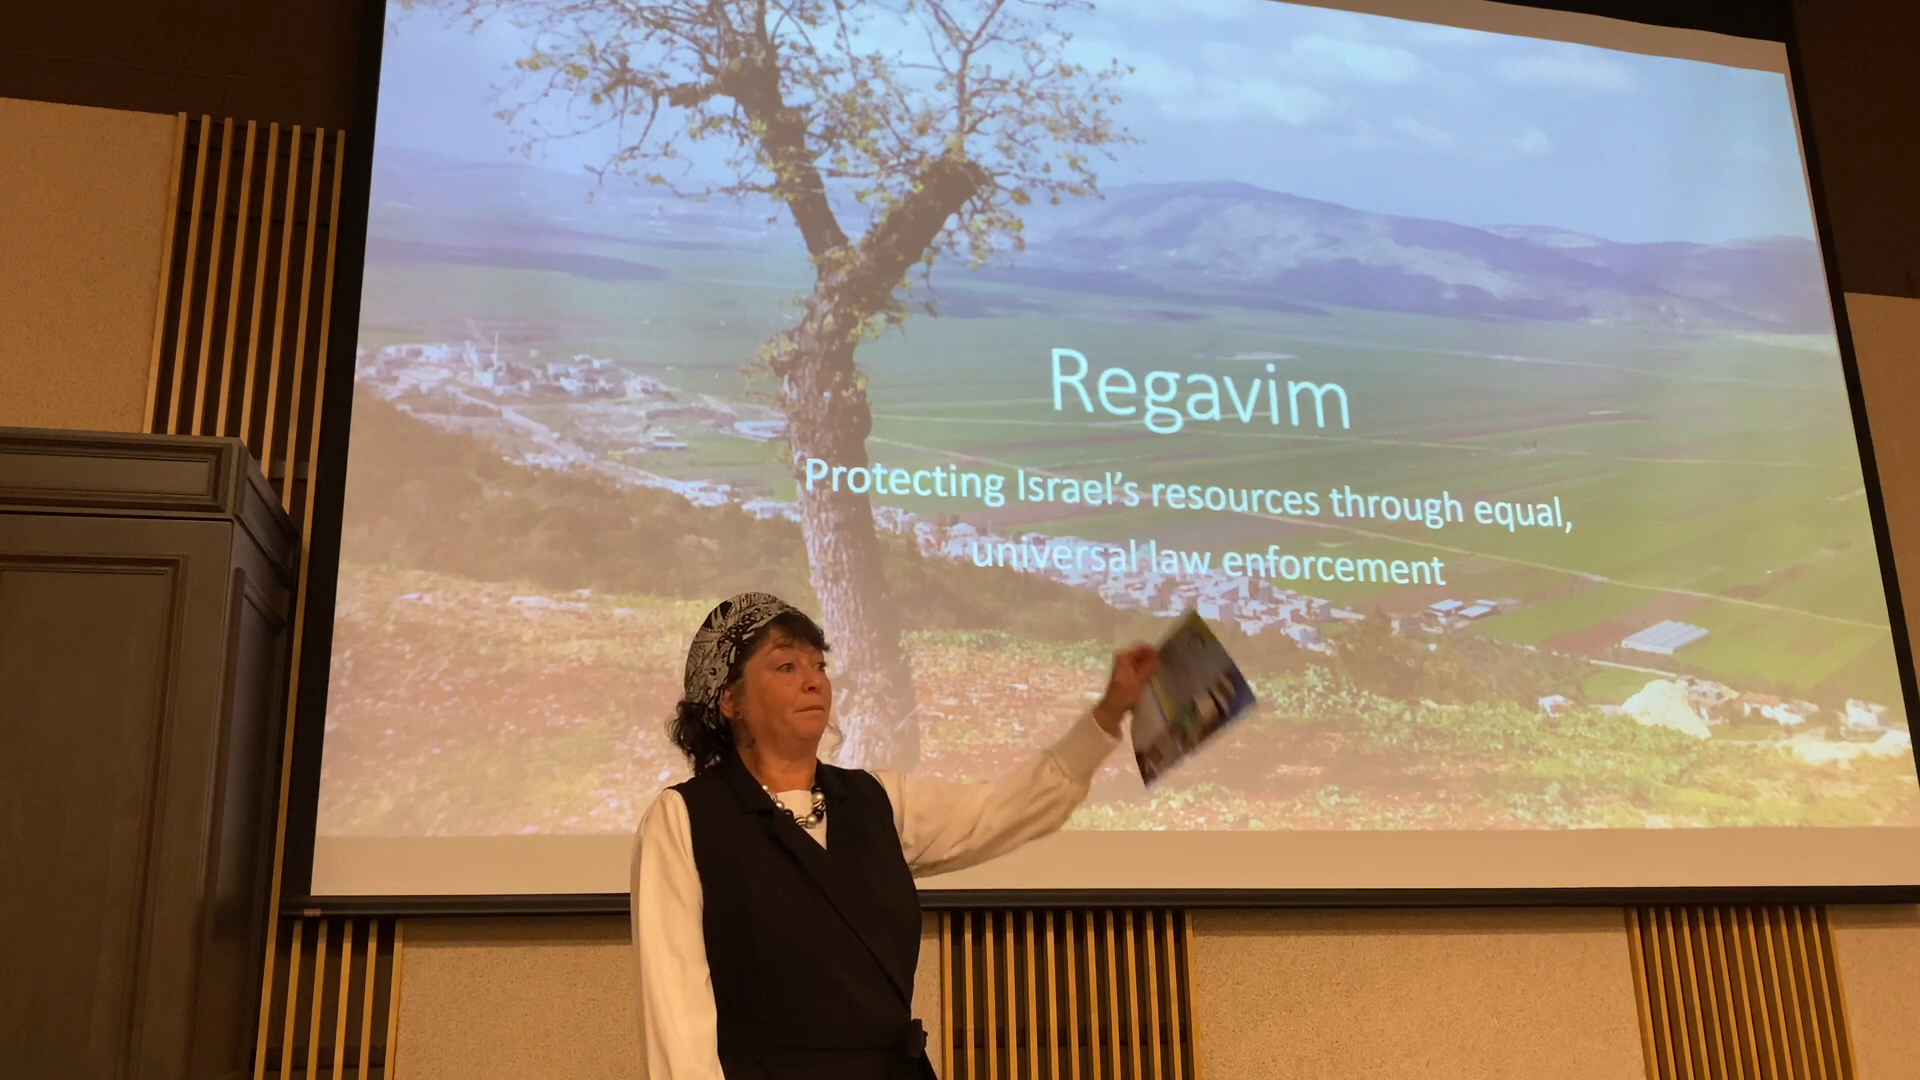 Regavim
Protecting Israel's resources through equal,
universal law enforcement